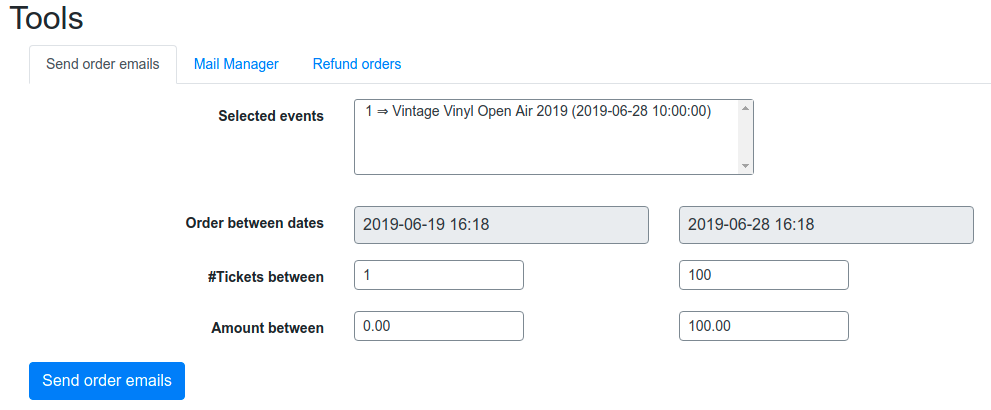 Tools
Send order emails Mail Manager Refund orders
Selected events 1 ⇒ Vintage Vinyl Open Air 2019 (2019-06-28 10:00:00)
Order between dates 2019-06-19 16:18 2019-06-28 16:18
#Tickets between 1 100
Amount between 0.00 100.00
Send order emails